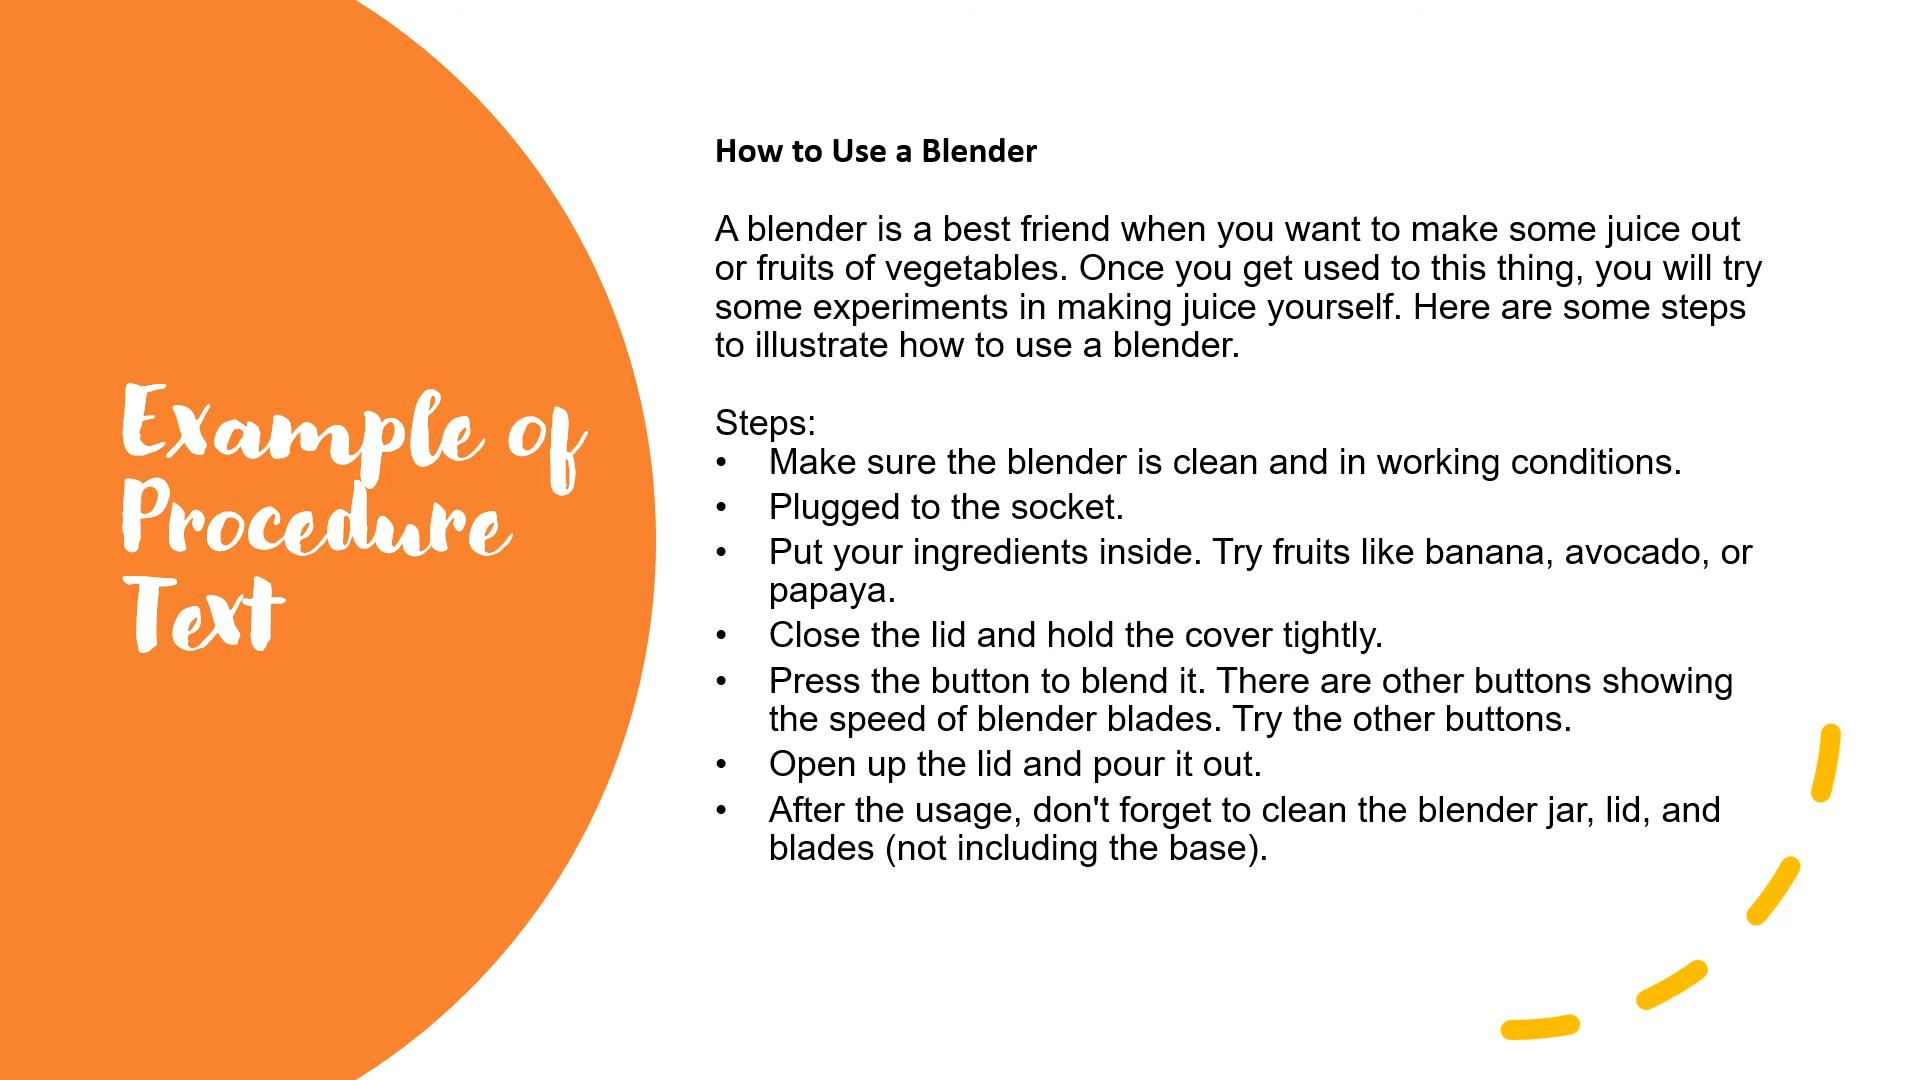 Example of
Procedure
Text
How to Use a Blender
A blender is a best friend when you want to make some juice out
or fruits of vegetables. Once you get used to this thing, you will try
some experiments in making juice yourself. Here are some steps
to illustrate how to use a blender.
Steps:
• Make sure the blender is clean and in working conditions.
• Plugged to the socket.
• Put your ingredients inside. Try fruits like banana, avocado, or
papaya.
• Close the lid and hold the cover tightly.
• Press the button to blend it. There are other buttons showing
the speed of blender blades. Try the other buttons.
• Open up the lid and pour it out.
• After the usage, don't forget to clean the blender jar, lid, and
blades (not including the base).